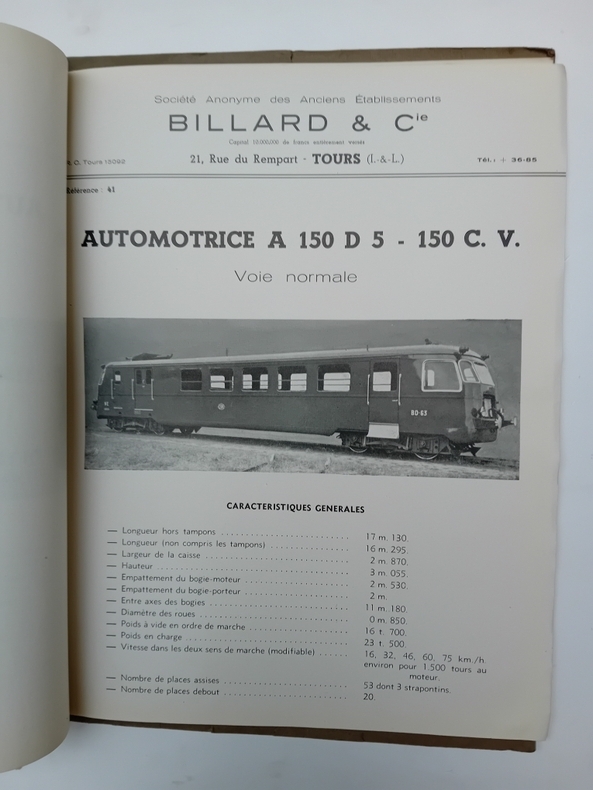 Société Anonyme des Anciens Établissements
BILLARD & Cie
Capital 10.000.000 de francs entièrement versés
R. C. Tours 15092
21, Rue du Rempart - TOURS (I.-&-L.)
Tél. : + 36-85
Référence : 41
AUTOMOTRICE A 150 D 5 - 150 C. V.
Voie normale
BD-63
CARACTERISTIQUES GENERALES
— Longueur hors tampons . . . . . . . . . . 17 m. 130.
— Longueur (non compris les tampons) . . . . . . . . . . 16 m. 295.
— Largeur de la caisse . . . . . . . . . . 2 m. 870.
— Hauteur . . . . . . . . . . 3 m. 055.
— Empattement du bogie-moteur . . . . . . . . . . 2 m. 530.
— Empattement du bogie-porteur . . . . . . . . . . 2 m.
— Entre axes des bogies . . . . . . . . . . 11 m. 180.
— Diamètre des roues . . . . . . . . . . 0 m. 850.
— Poids à vide en ordre de marche . . . . . . . . . . 16 t. 700.
— Poids en charge . . . . . . . . . . 23 t. 500.
— Vitesse dans les deux sens de marche (modifiable) . . . . . . 16, 32, 46, 60, 75 km./h.
environ pour 1.500 tours au
moteur.
— Nombre de places assises . . . . . . . . . . 53 dont 3 strapontins.
— Nombre de places debout . . . . . . . . . . 20.